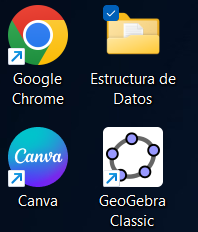 Google
Chrome
Estructura de
Datos
Canva
Canva
GeoGebra
Classic